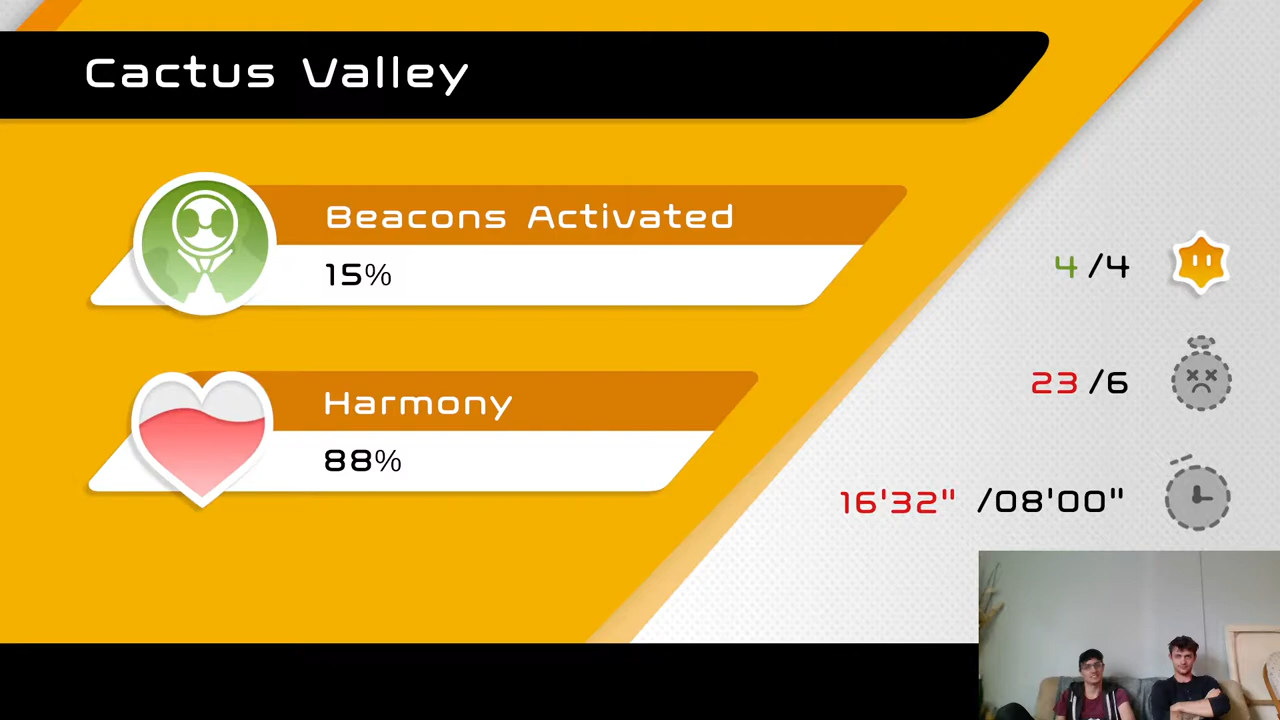 Cactus Valley
Beacons Activated
15%
4 /4
23 /6
Harmony
88%
16'32" /08'00"